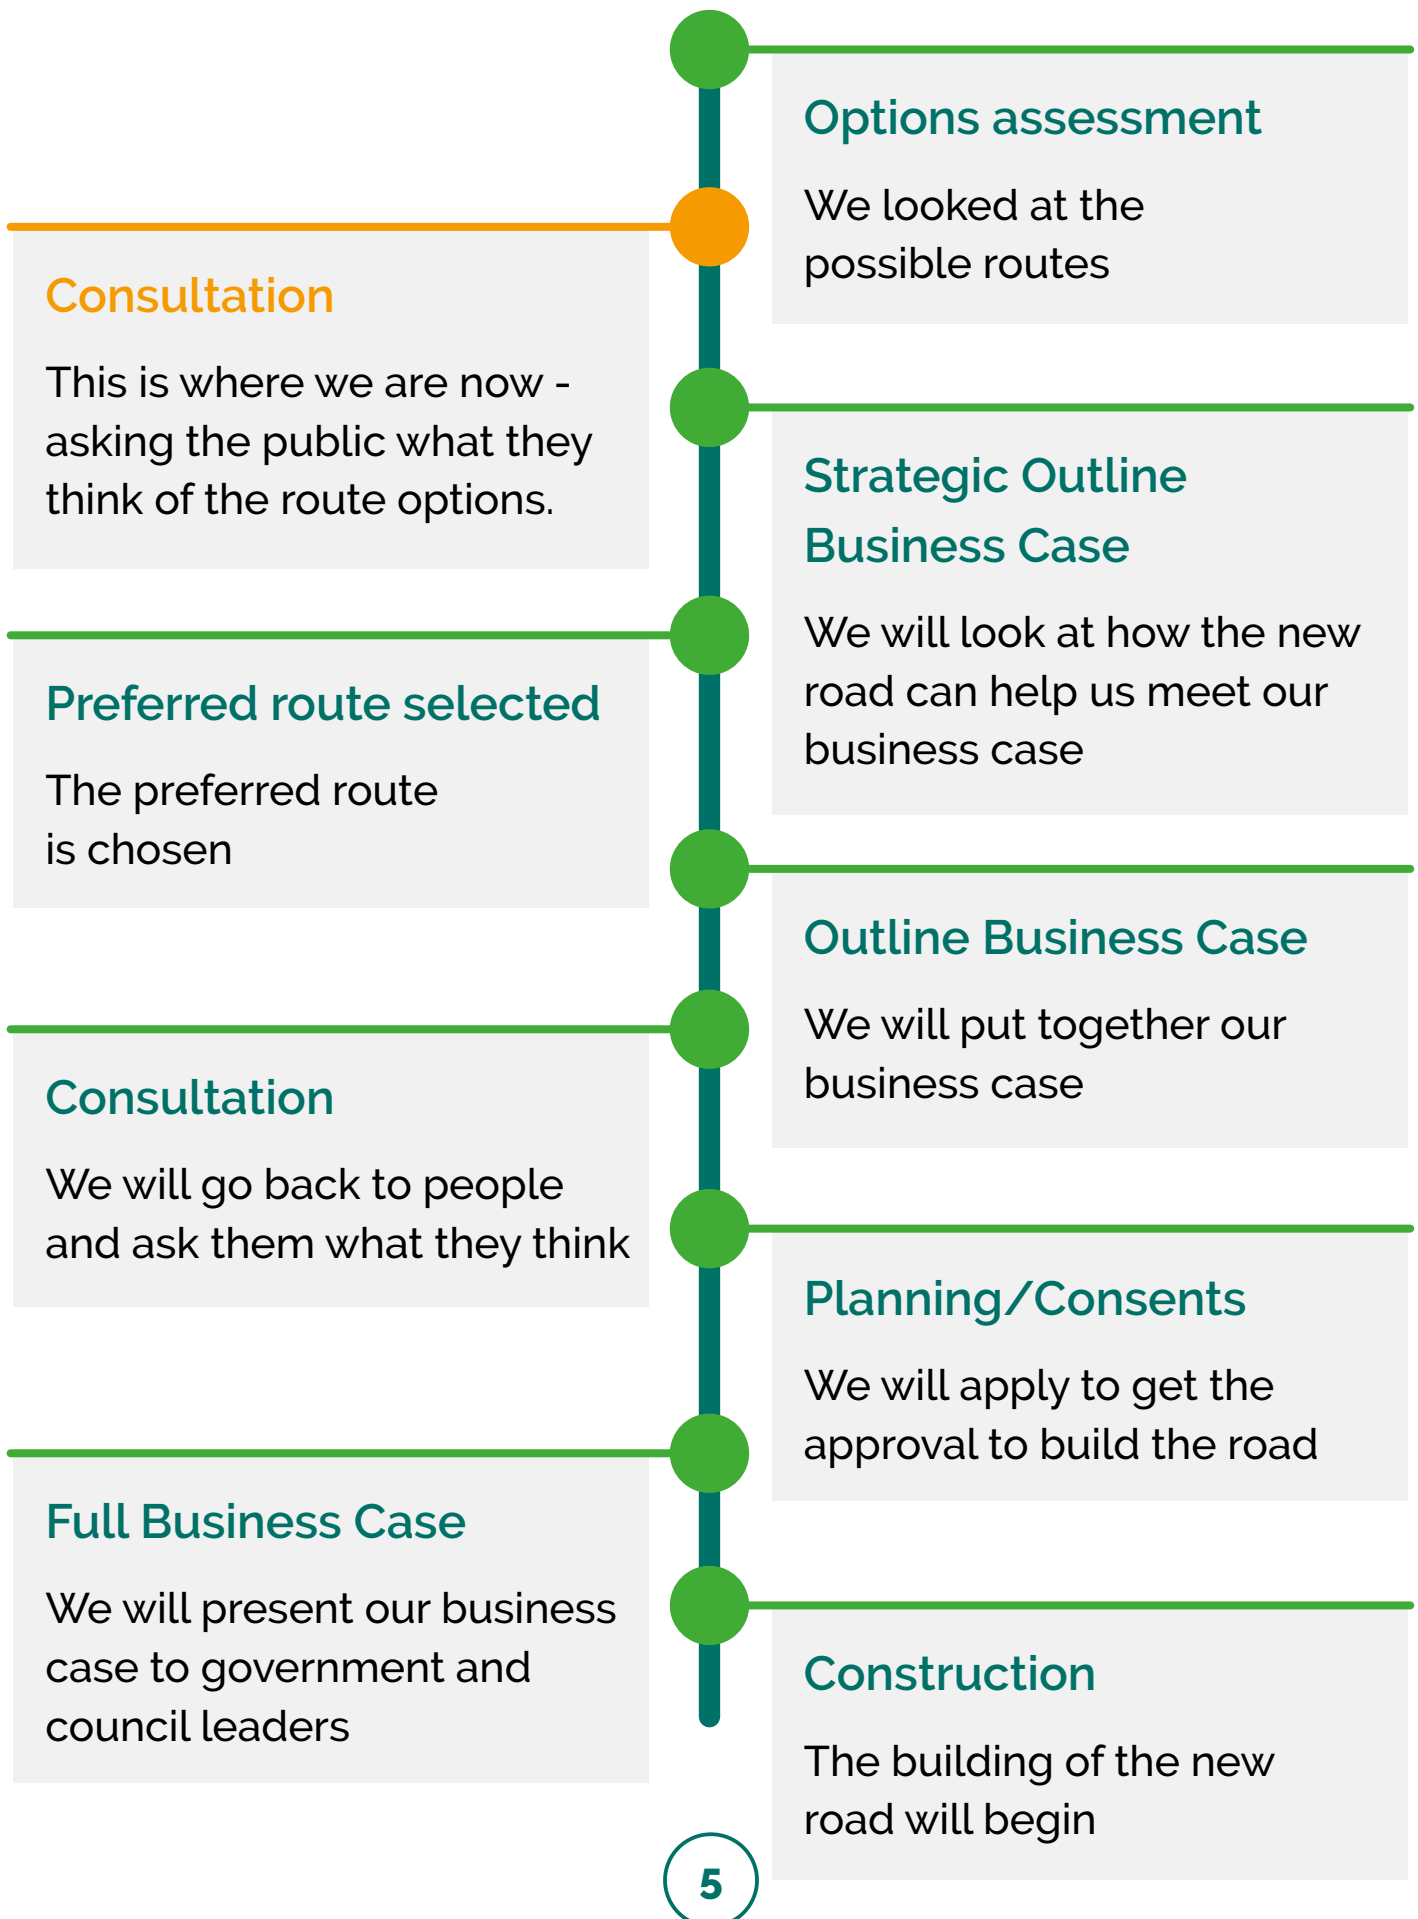 Options assessment
We looked at the
possible routes
Consultation
This is where we are now -
asking the public what they
think of the route options.
Strategic Outline
Business Case
We will look at how the new
road can help us meet our
business case
Preferred route selected
The preferred route
is chosen
Outline Business Case
We will put together our
business case
Consultation
We will go back to people
and ask them what they think
Planning/Consents
We will apply to get the
approval to build the road
Full Business Case
We will present our business
case to government and
council leaders
Construction
The building of the new
road will begin
5